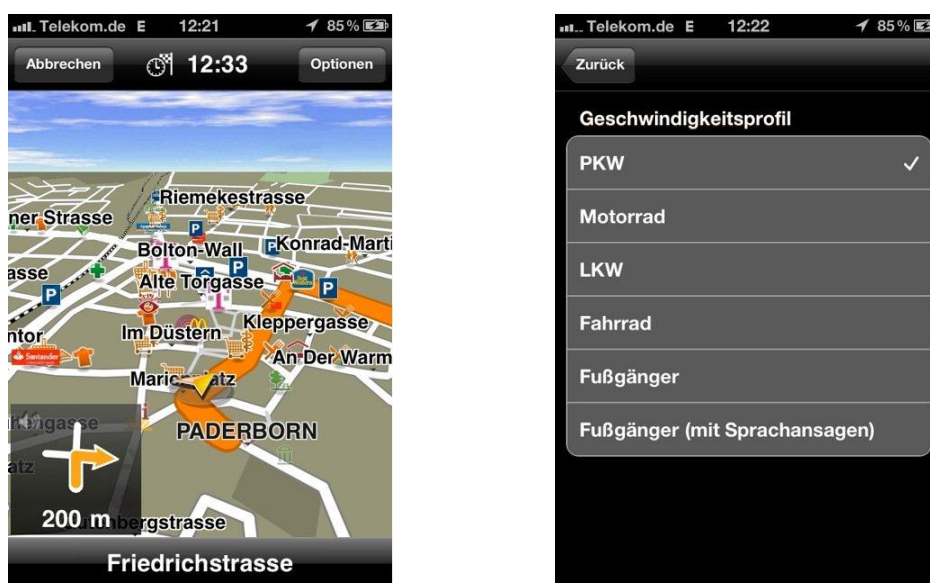 Telekom.de E 12:21 85%
Abbrechen 12:33 Optionen
Riemekestrasse
ner Strasse
P
Bolton-Wall
P Konrad-Marti
asse
P
P
Alte Torgasse
P
Im Düstern
Kleppergasse
ntor
Santander
An Der Warm
PADERBORN
atz
200 m
bergstrasse
Friedrichstrasse
Telekom.de E 12:22 85%
Zurück
Geschwindigkeitsprofil
PKW
Motorrad
LKW
Fahrrad
Fußgänger
Fußgänger (mit Sprachansagen)